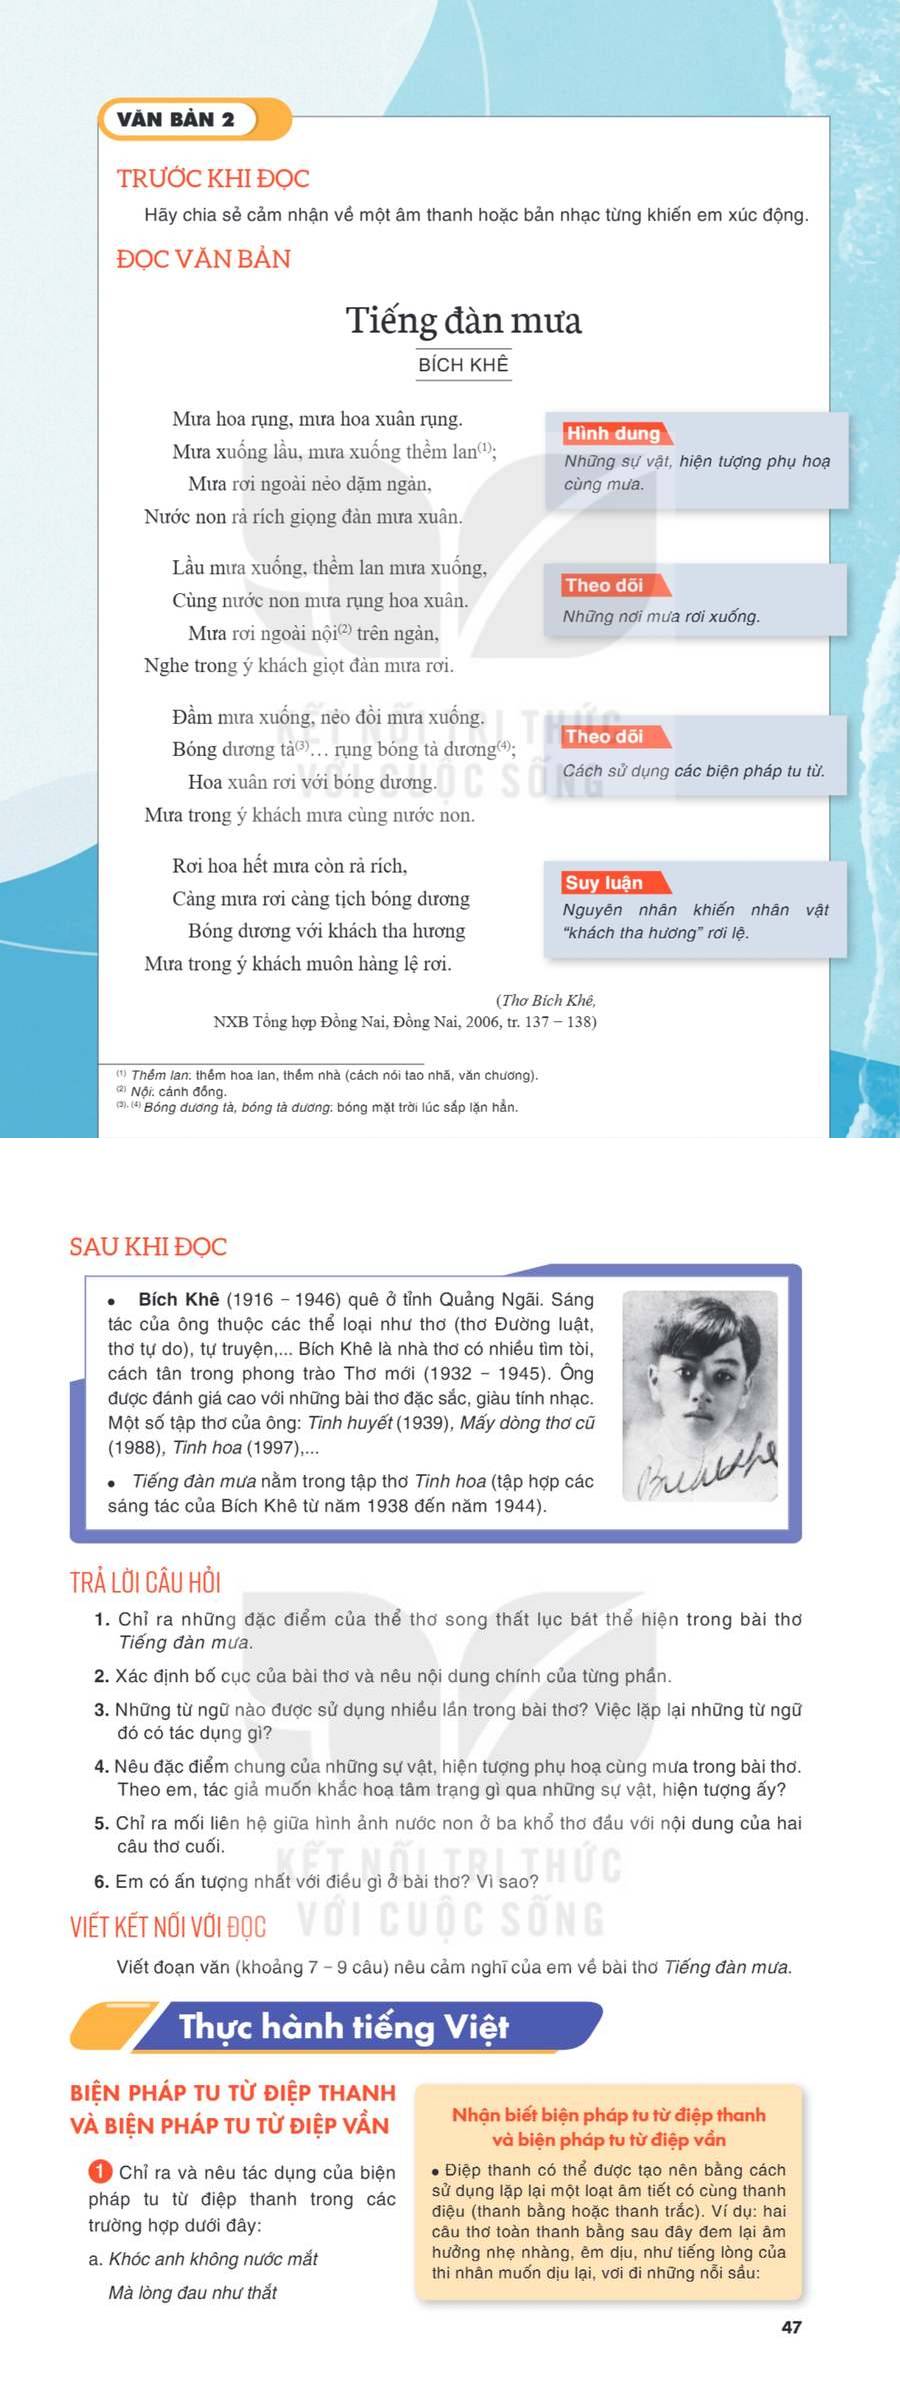 VĂN BẢN 2
TRƯỚC KHI ĐỌC
Hãy chia sẻ cảm nhận về một âm thanh hoặc bản nhạc từng khiến em xúc động.
ĐỌC VĂN BẢN
Tiếng đàn mưa
BÍCH KHÊ
Mưa hoa rụng, mưa hoa xuân rụng.
Mưa xuống lầu, mưa xuống thềm lan(1);
Mưa rơi ngoài nẻo dặm ngàn,
Nước non rả rích giọng đàn mưa xuân.
Hình dung
Những sự vật, hiện tượng phụ hoạ
cùng mưa.
Lầu mưa xuống, thềm lan mưa xuống,
Cùng nước non mưa rụng hoa xuân.
Mưa rơi ngoài nội(2) trên ngàn,
Nghe trong ý khách giọt đàn mưa rơi.
Theo dõi
Những nơi mưa rơi xuống.
Đầm mưa xuống, nẻo đồi mưa xuống.
Bóng dương tà(3)... rụng bóng tà dương(4);
Hoa xuân rơi với bóng dương.
Mưa trong ý khách mưa cùng nước non.
Theo dõi
Cách sử dụng các biện pháp tu từ.
Rơi hoa hết mưa còn rả rích,
Càng mưa rơi càng tịch bóng dương
Bóng dương với khách tha hương
Mưa trong ý khách muôn hàng lệ rơi.
Suy luận
Nguyên nhân khiến nhân vật
“khách tha hương” rơi lệ.
(Thơ Bích Khê,
NXB Tổng hợp Đồng Nai, Đồng Nai, 2006, tr. 137 – 138)
(1) Thềm lan: thềm hoa lan, thềm nhà (cách nói tao nhã, văn chương).
(2) Nội: cánh đồng.
(3), (4) Bóng dương tà, bóng tà dương: bóng mặt trời lúc sắp lặn hẳn.
KẾT NỐI TRI THỨC
VỚI CUỘC SỐNG
SAU KHI ĐỌC
• Bích Khê (1916 – 1946) quê ở tỉnh Quảng Ngãi. Sáng
tác của ông thuộc các thể loại như thơ (thơ Đường luật,
thơ tự do), tự truyện,... Bích Khê là nhà thơ có nhiều tìm tòi,
cách tân trong phong trào Thơ mới (1932 – 1945). Ông
được đánh giá cao với những bài thơ đặc sắc, giàu tính nhạc.
Một số tập thơ của ông: Tinh huyết (1939), Mấy dòng thơ cũ
(1988), Tinh hoa (1997),...
• Tiếng đàn mưa nằm trong tập thơ Tinh hoa (tập hợp các
sáng tác của Bích Khê từ năm 1938 đến năm 1944).
TRẢ LỜI CÂU HỎI
1. Chỉ ra những đặc điểm của thể thơ song thất lục bát thể hiện trong bài thơ
Tiếng đàn mưa.
2. Xác định bố cục của bài thơ và nêu nội dung chính của từng phần.
3. Những từ ngữ nào được sử dụng nhiều lần trong bài thơ? Việc lặp lại những từ ngữ
đó có tác dụng gì?
4. Nêu đặc điểm chung của những sự vật, hiện tượng phụ hoạ cùng mưa trong bài thơ.
Theo em, tác giả muốn khắc hoạ tâm trạng gì qua những sự vật, hiện tượng ấy?
5. Chỉ ra mối liên hệ giữa hình ảnh nước non ở ba khổ thơ đầu với nội dung của hai
câu thơ cuối.
6. Em có ấn tượng nhất với điều gì ở bài thơ? Vì sao?
KẾT NỐI TRI THỨC
VỚI CUỘC SỐNG
VIẾT KẾT NỐI VỚI ĐỌC
Viết đoạn văn (khoảng 7 – 9 câu) nêu cảm nghĩ của em về bài thơ Tiếng đàn mưa.
Thực hành tiếng Việt
BIỆN PHÁP TU TỪ ĐIỆP THANH
VÀ BIỆN PHÁP TU TỪ ĐIỆP VẦN
1 Chỉ ra và nêu tác dụng của biện
pháp tu từ điệp thanh trong các
trường hợp dưới đây:
a. Khóc anh không nước mắt
Mà lòng đau như thắt
Nhận biết biện pháp tu từ điệp thanh
và biện pháp tu từ điệp vần
• Điệp thanh có thể được tạo nên bằng cách
sử dụng lặp lại một loạt âm tiết có cùng thanh
điệu (thanh bằng hoặc thanh trắc). Ví dụ: hai
câu thơ toàn thanh bằng sau đây đem lại âm
hưởng nhẹ nhàng, êm dịu, như tiếng lòng của
thi nhân muốn dịu lại, vơi đi những nỗi sầu:
47